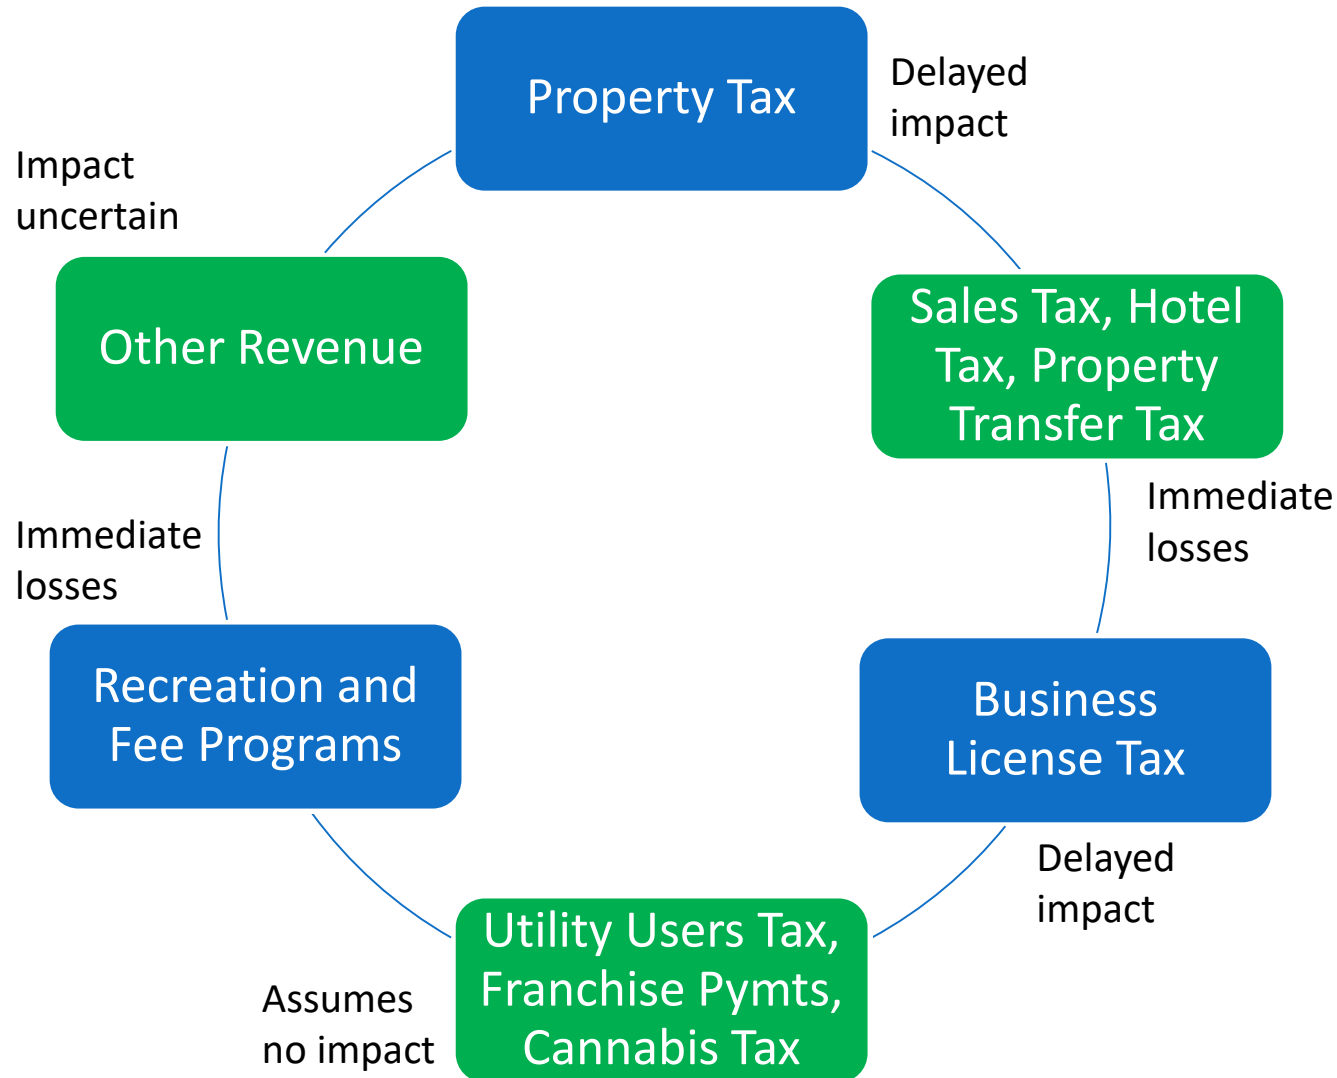 Property Tax
Delayed
impact
Sales Tax, Hotel
Tax, Property
Transfer Tax
Immediate
losses
Business
License Tax
Delayed
impact
Utility Users Tax,
Franchise Pymts,
Cannabis Tax
Assumes
no impact
Recreation and
Fee Programs
Immediate
losses
Other Revenue
Impact
uncertain